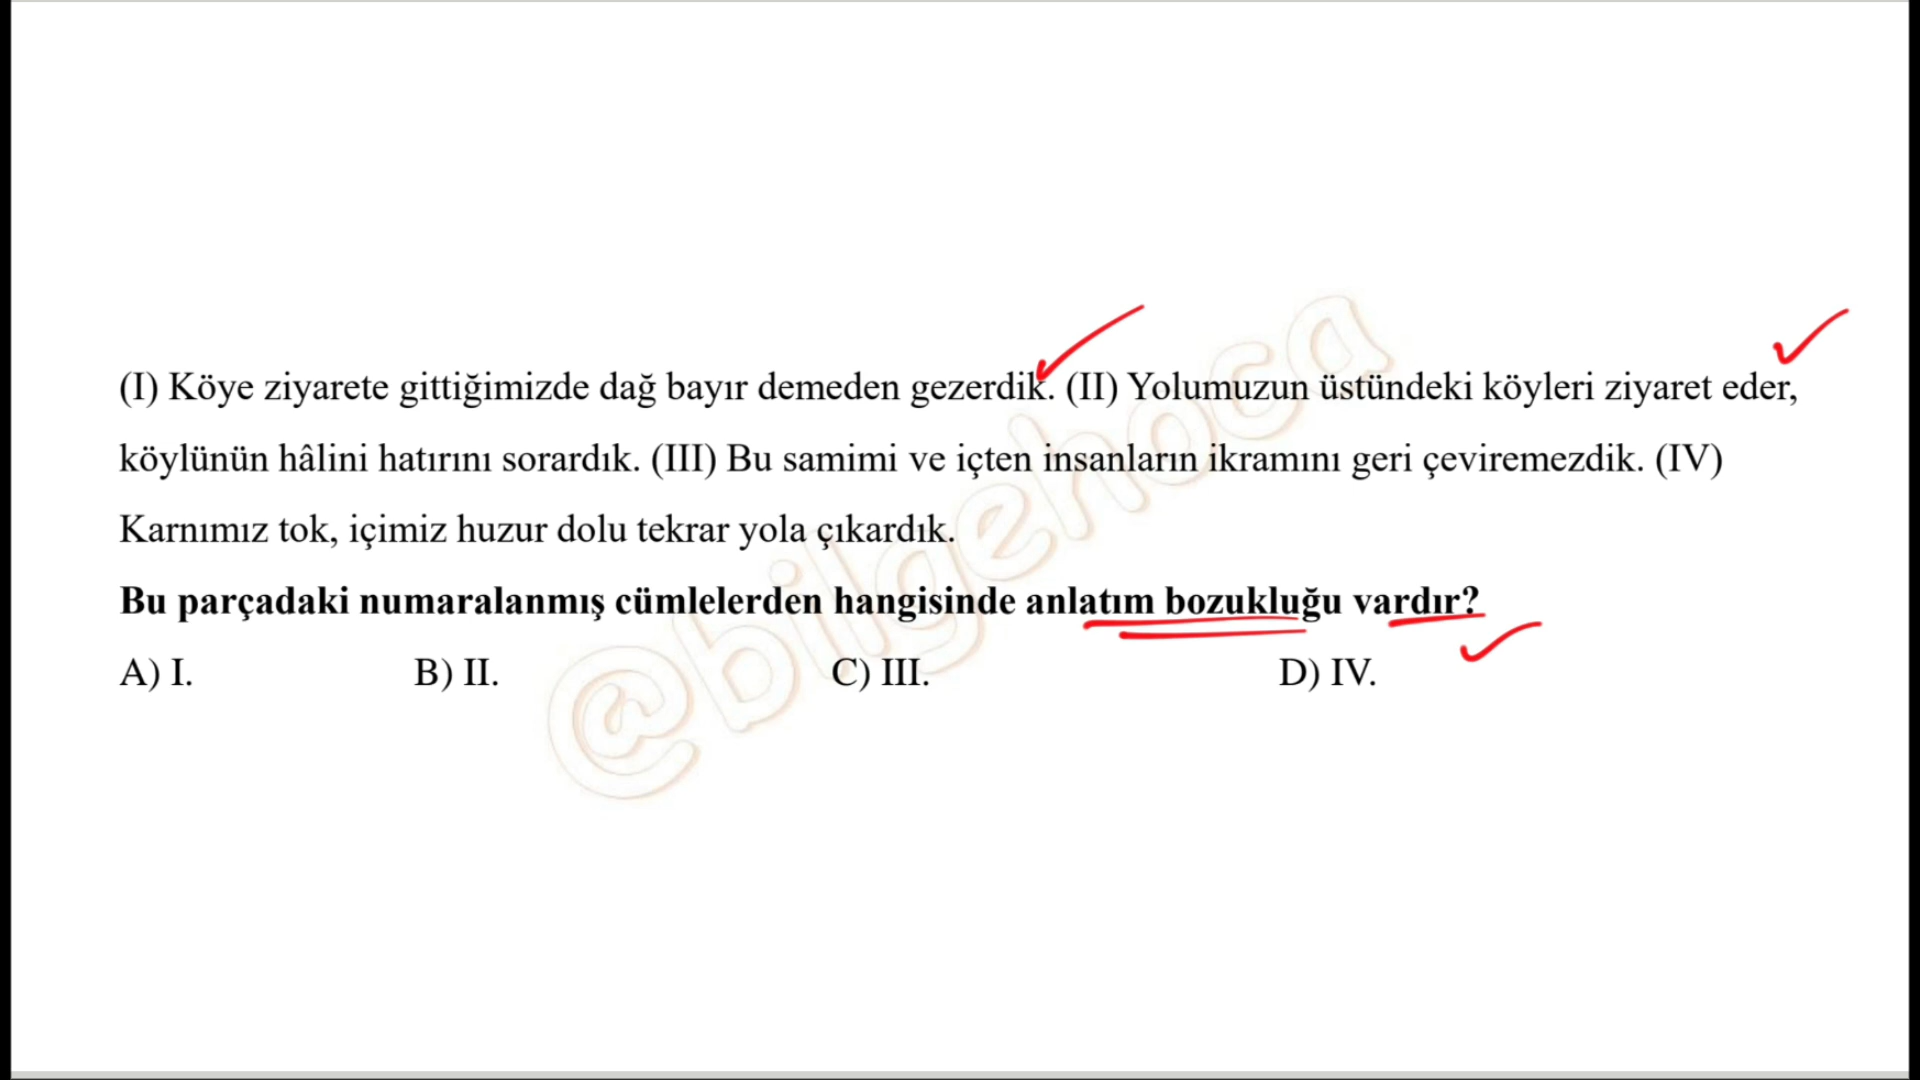 (I) Köye ziyarete gittiğimizde dağ bayır demeden gezerdik. (II) Yolumuzun üstündeki köyleri ziyaret eder,
köylünün hâlini hatırını sorardık. (III) Bu samimi ve içten insanların ikramını geri çeviremezdik. (IV)
Karnımız tok, içimiz huzur dolu tekrar yola çıkardık.
Bu parçadaki numaralanmış cümlelerden hangisinde anlatım bozukluğu vardır?
A) I. B) II. C) III. D) IV.
@bilgehoca